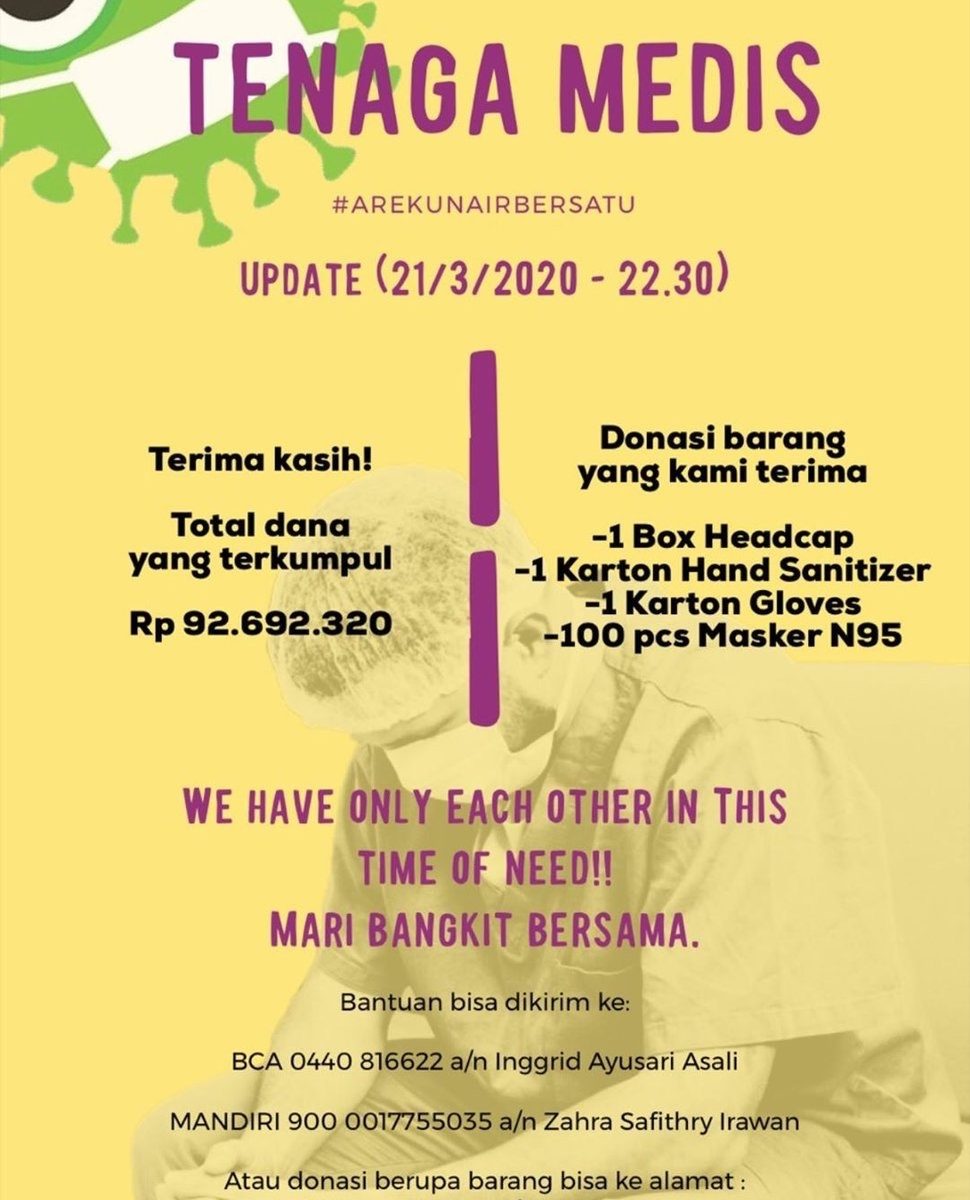 TENAGA MEDIS
#AREKUNAIRBERSATU
UPDATE (21/3/2020 - 22.30)
Terima kasih!
Total dana
yang terkumpul
Rp 92.692.320
Donasi barang
yang kami terima
-1 Box Headcap
-1 Karton Hand Sanitizer
-1 Karton Gloves
-100 pcs Masker N95
WE HAVE ONLY EACH OTHER IN THIS
TIME OF NEED!!
MARI BANGKIT BERSAMA.
Bantuan bisa dikirim ke:
BCA 0440 816622 a/n Inggrid Ayusari Asali
MANDIRI 900 0017755035 a/n Zahra Safithry Irawan
Atau donasi berupa barang bisa ke alamat :